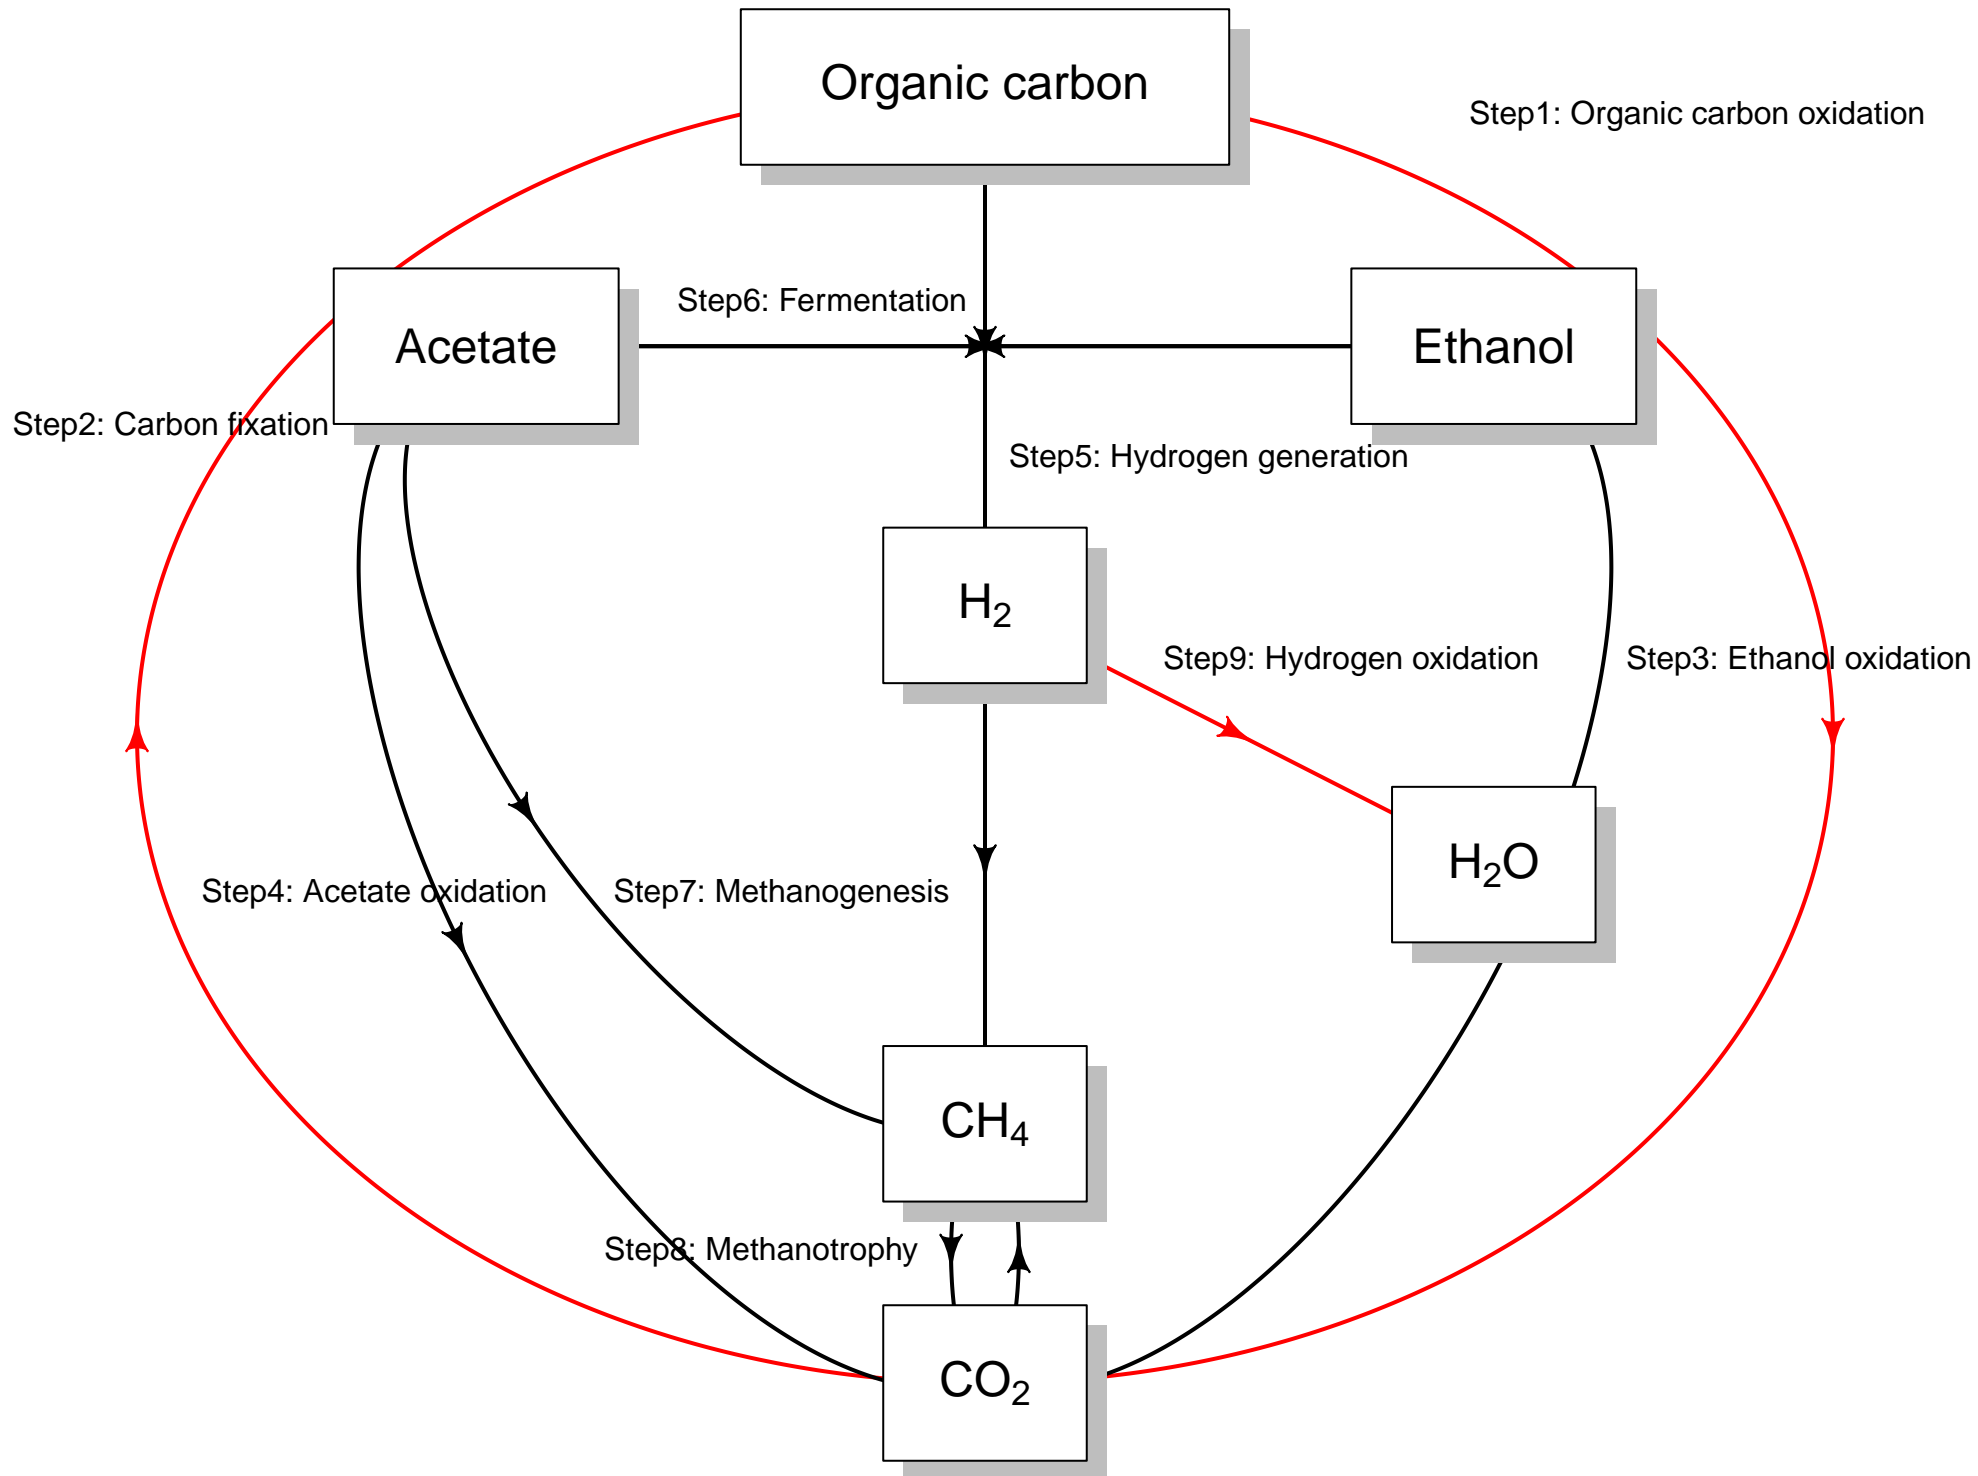 Organic carbon
Step1: Organic carbon oxidation
Step6: Fermentation
Acetate
Ethanol
Step2: Carbon fixation
Step5: Hydrogen generation
H₂
Step9: Hydrogen oxidation
Step3: Ethanol oxidation
H₂O
Step4: Acetate oxidation
Step7: Methanogenesis
CH₄
Step8: Methanotrophy
CO₂